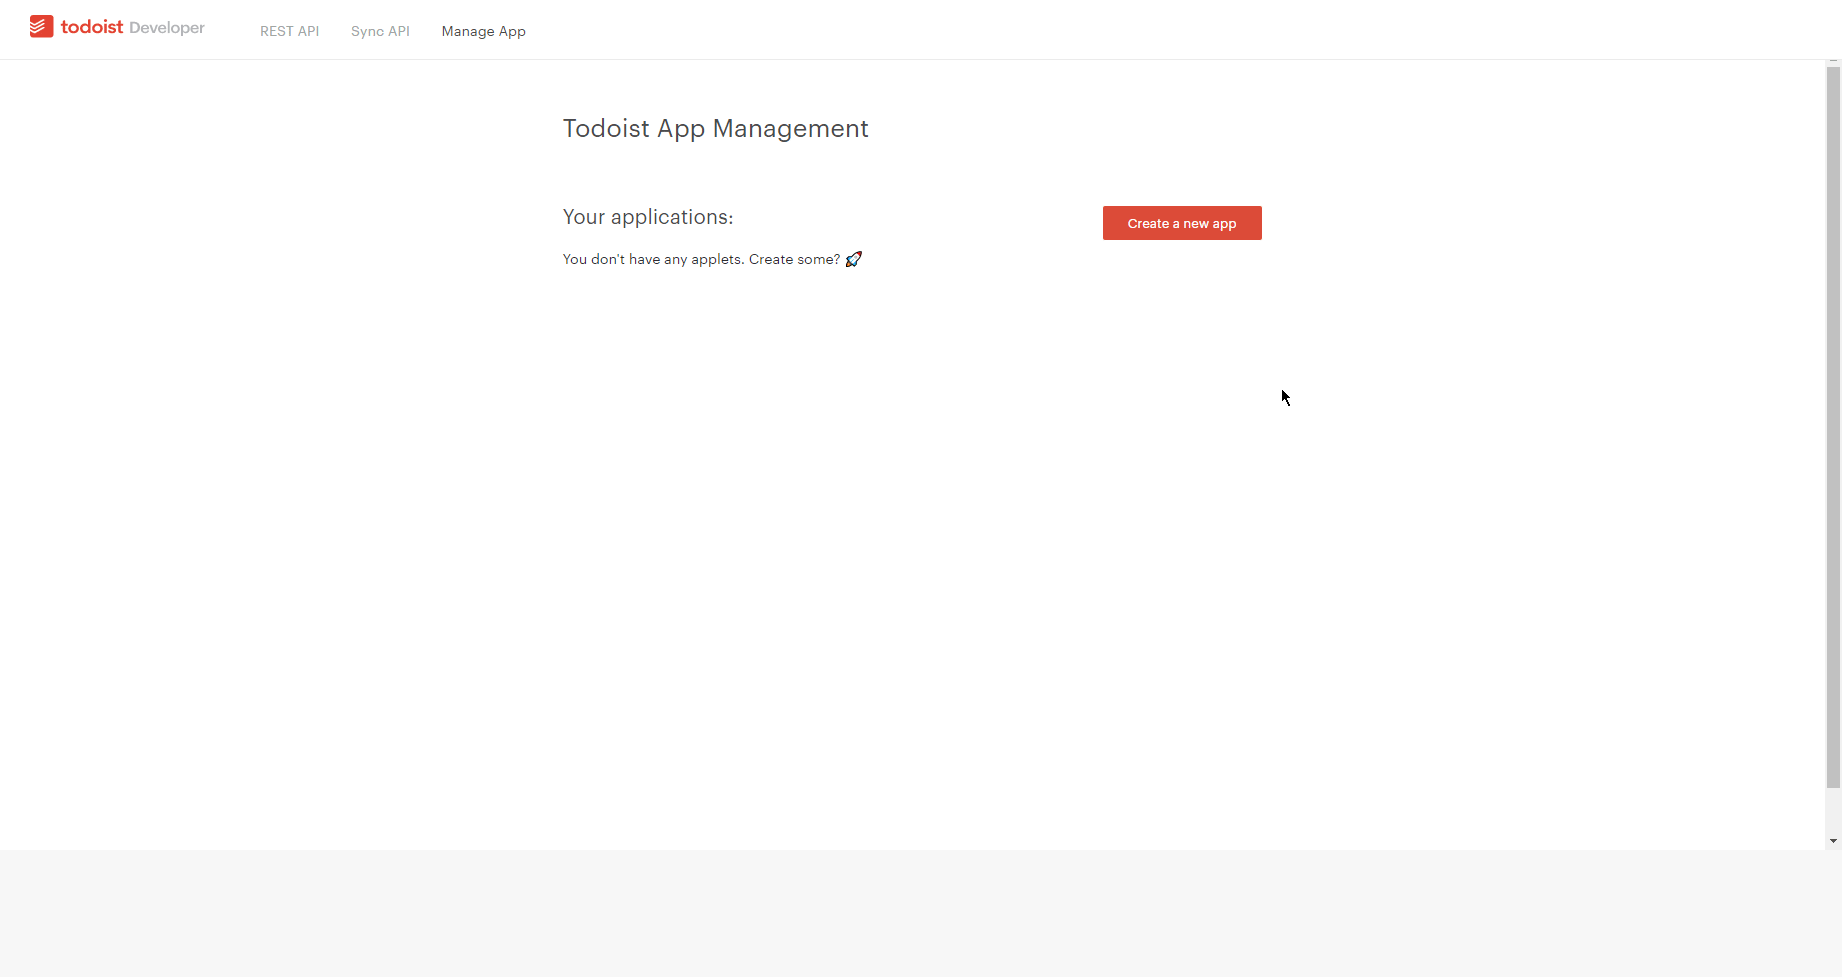 todoist Developer
REST API
Sync API
Manage App
Todoist App Management
Your applications:
Create a new app
You don't have any applets. Create some? 🚀